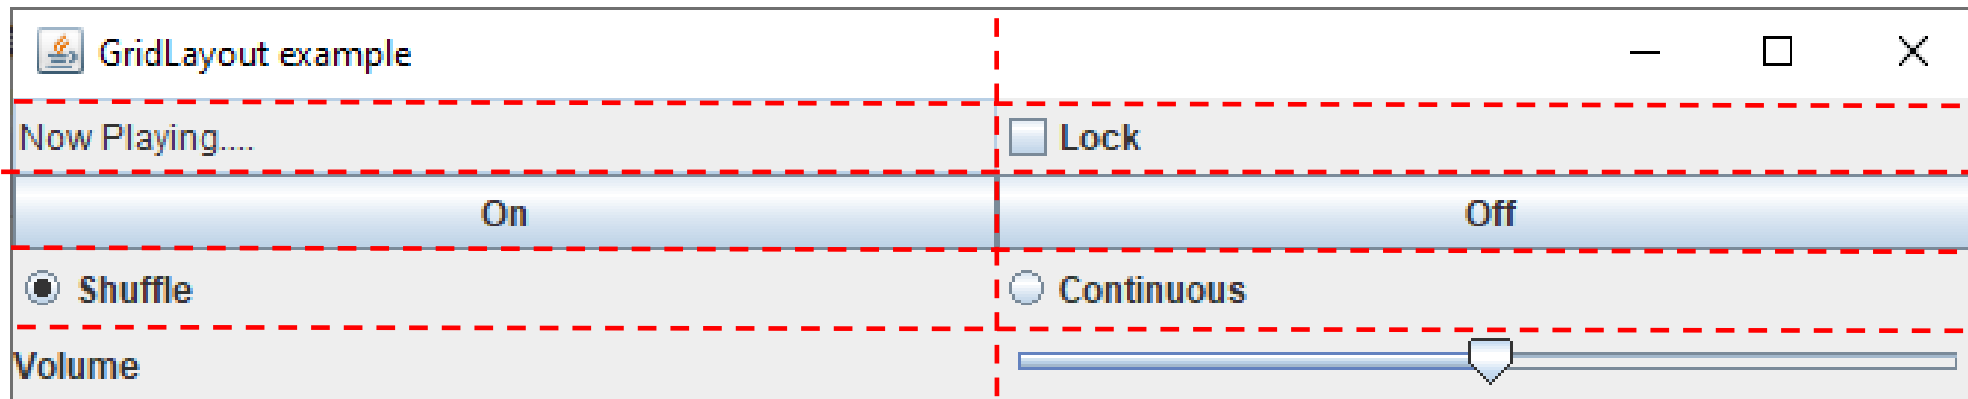 GridLayout example
Now Playing.... Lock
On Off
Shuffle Continuous
Volume